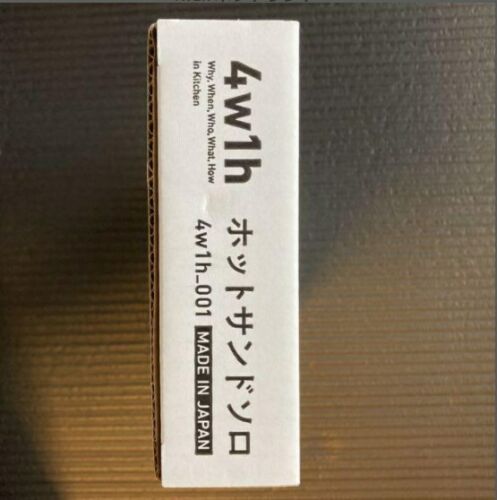 4w1h
Why, When, Who, What, How
in Kitchen
ホットサンドソロ
4w1h_001 MADE IN JAPAN